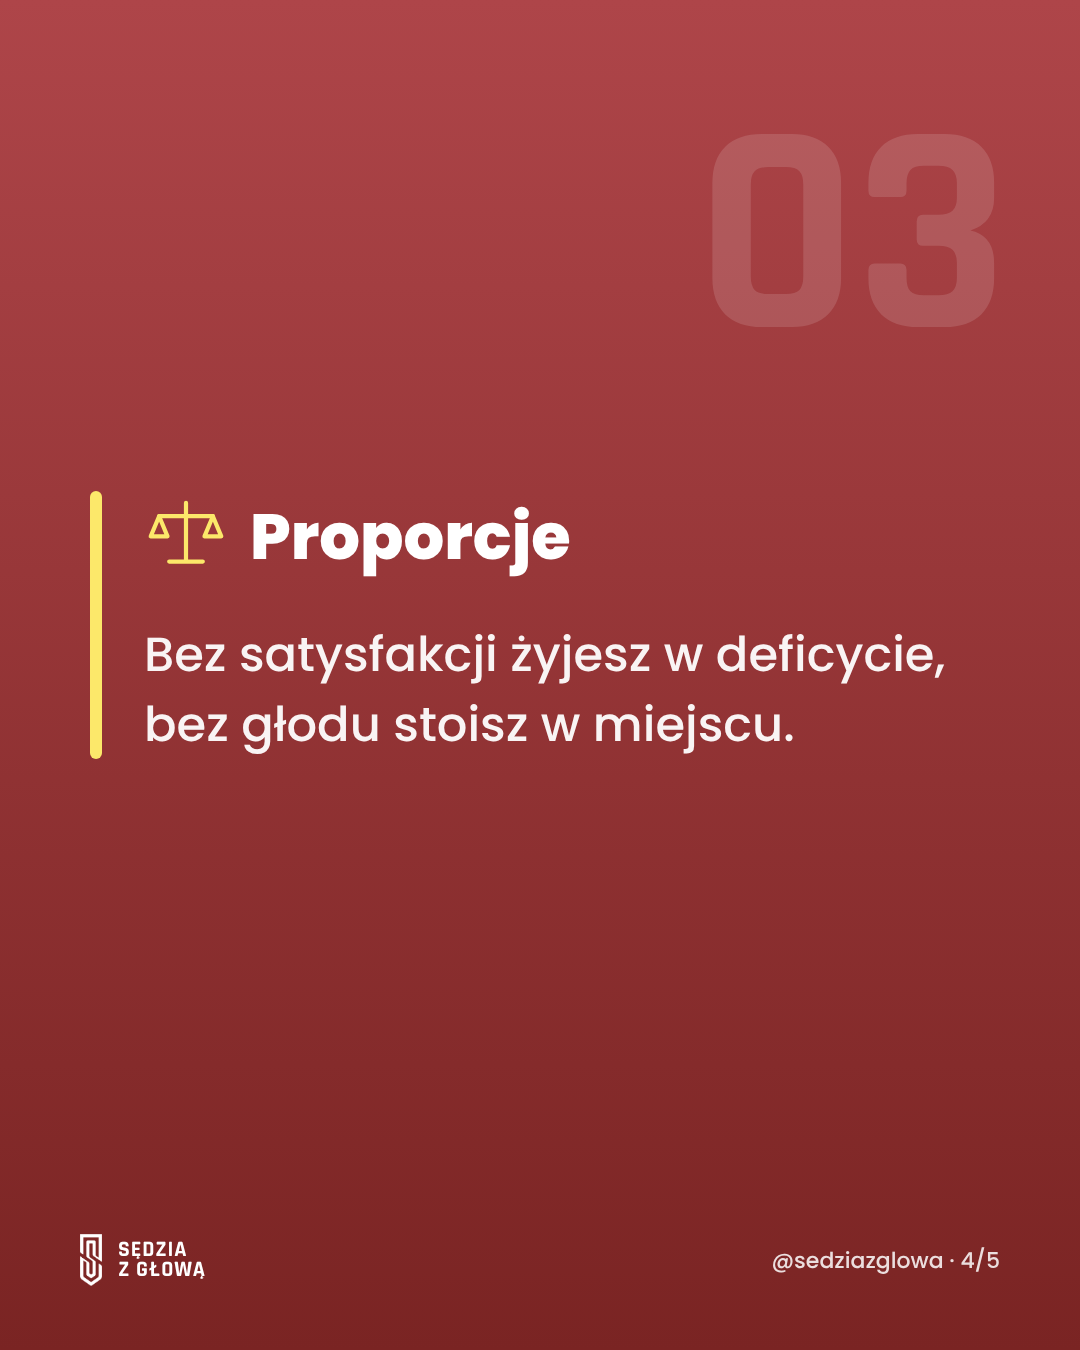 03
Proporcje
Bez satysfakcji żyjesz w deficycie,
bez głodu stoisz w miejscu.
SĘDZIA
Z GŁOWĄ
@sedziazglowa · 4/5